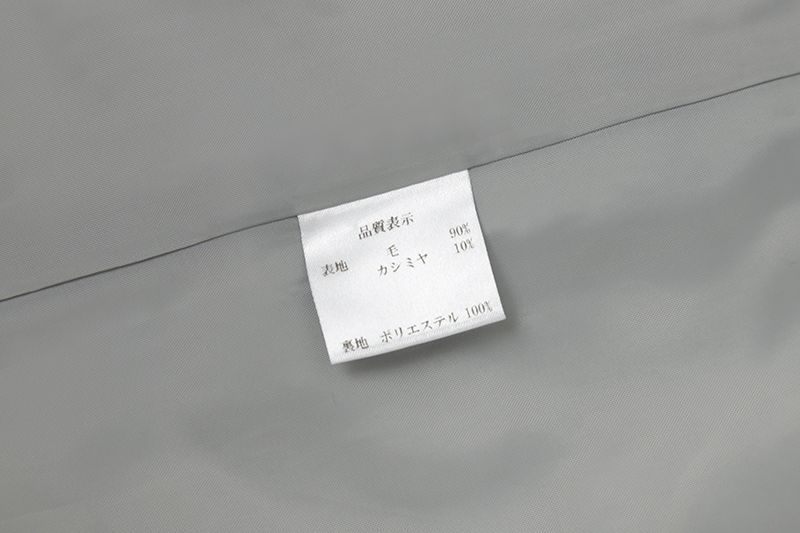 品質表示
毛 90%
表地 カシミヤ 10%
裏地 ポリエステル 100%